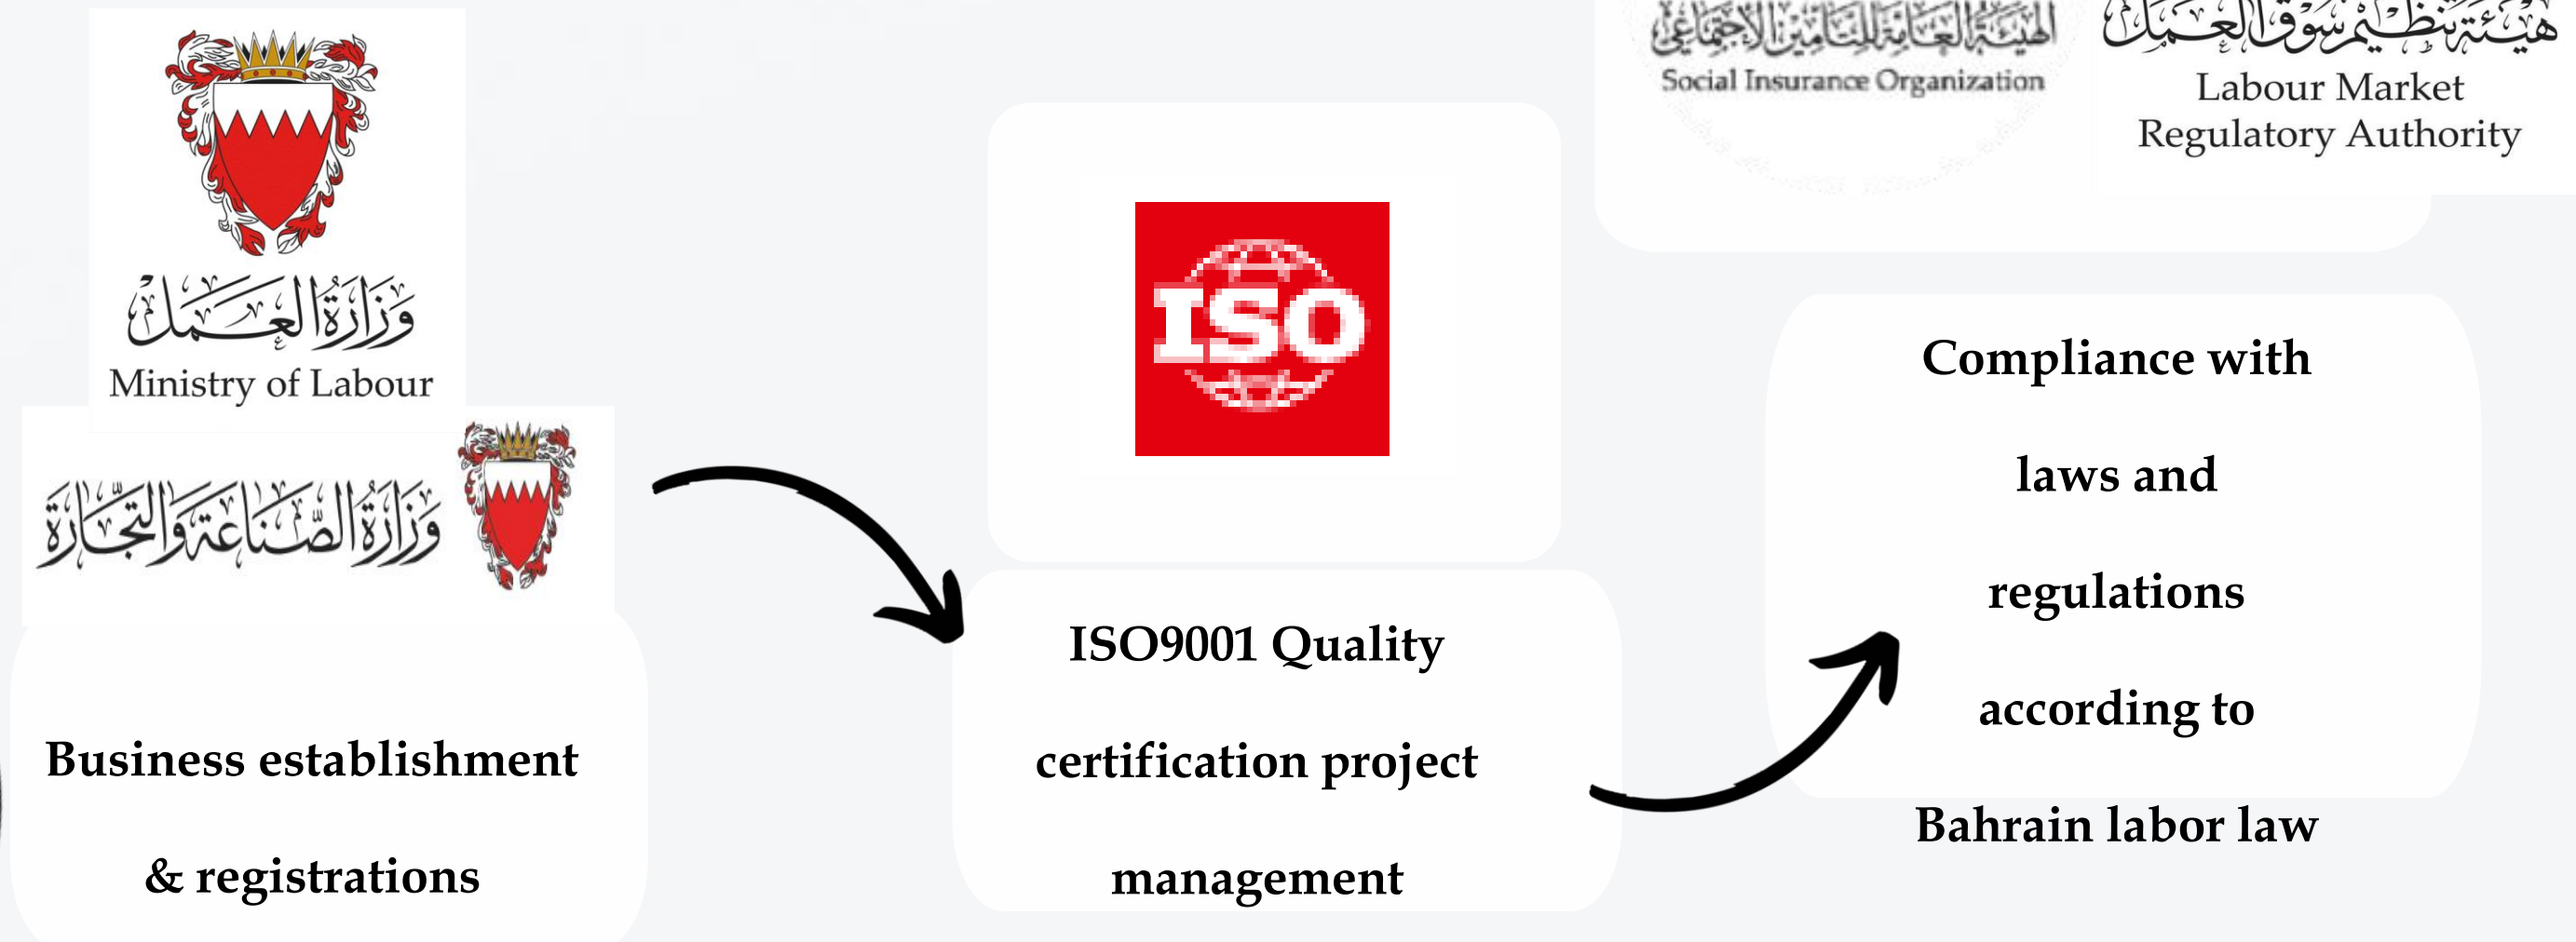 وزارة العمل
Ministry of Labour
وزارة الصناعة والتجارة
Business establishment
& registrations
ISO
ISO9001 Quality
certification project
management
الهيئة العامة للتأمين الاجتماعي
Social Insurance Organization
هيئة تنظيم سوق العمل
Labour Market
Regulatory Authority
Compliance with
laws and
regulations
according to
Bahrain labor law